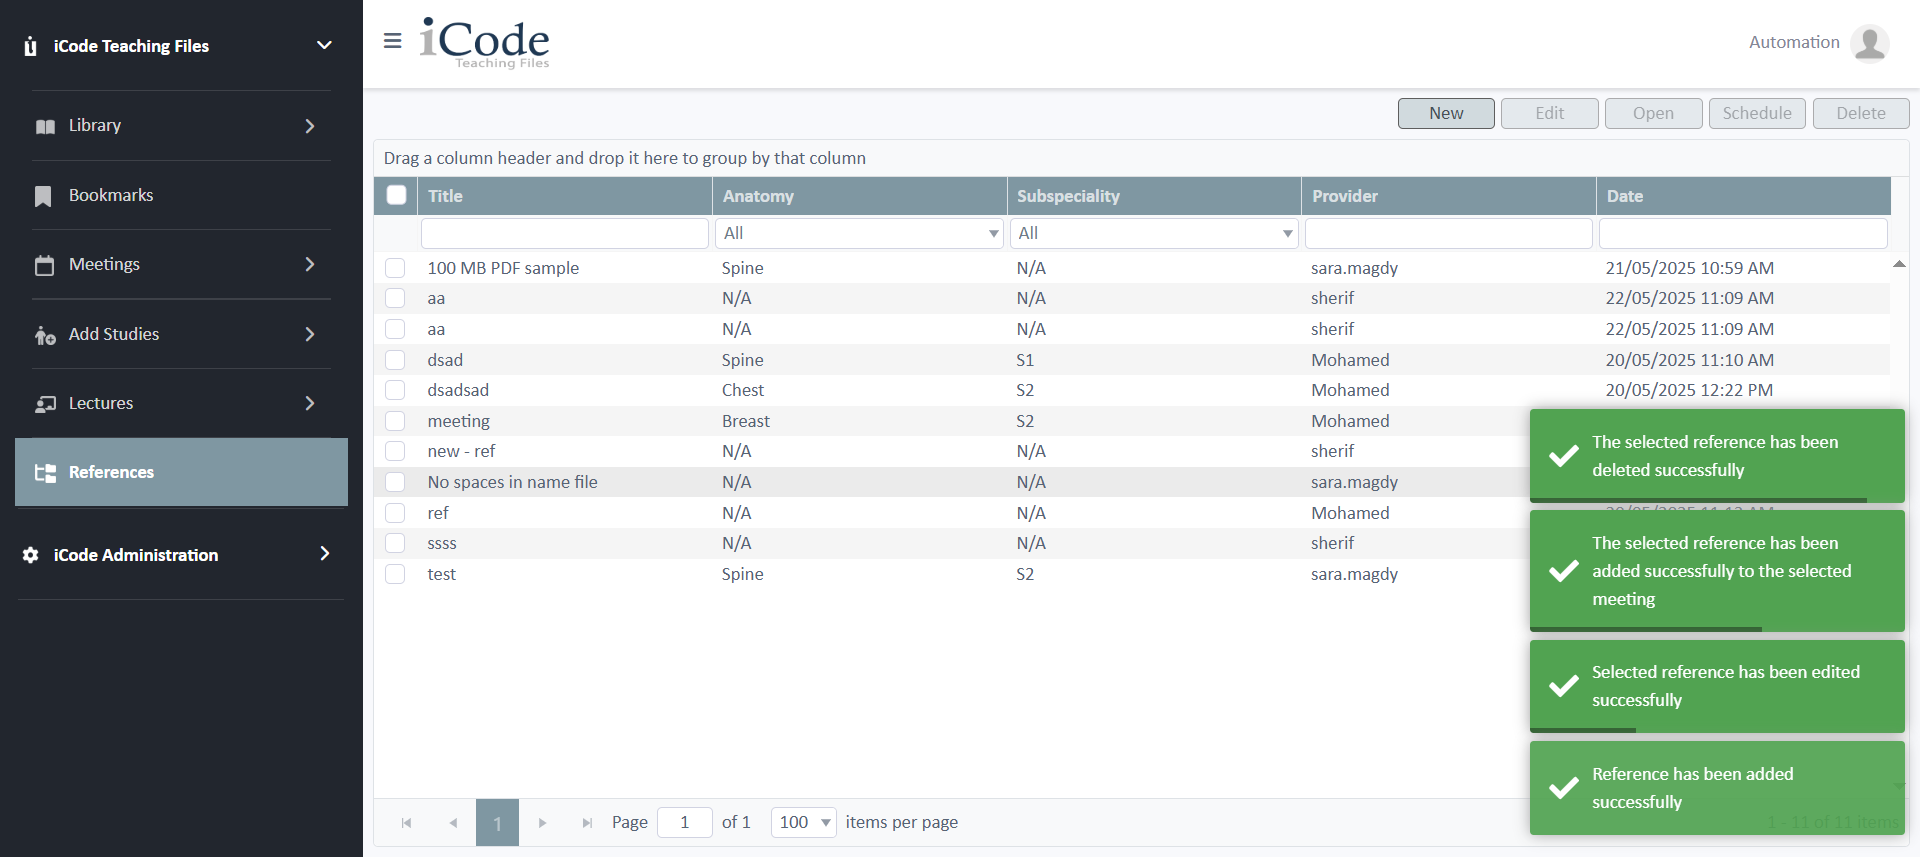 iCode Teaching Files
Library
Bookmarks
Meetings
Add Studies
Lectures
References
iCode Administration
iCode
Teaching Files
Automation
New Edit Open Schedule Delete
Drag a column header and drop it here to group by that column
Title Anatomy Subspeciality Provider Date
All All
100 MB PDF sample Spine N/A sara.magdy 21/05/2025 10:59 AM
aa N/A N/A sherif 22/05/2025 11:09 AM
aa N/A N/A sherif 22/05/2025 11:09 AM
dsad Spine S1 Mohamed 20/05/2025 11:10 AM
dsadsad Chest S2 Mohamed 20/05/2025 12:22 PM
meeting Breast S2 Mohamed
new - ref N/A N/A sherif
No spaces in name file N/A N/A sara.magdy
ref N/A N/A Mohamed
ssss N/A N/A sherif
test Spine S2 sara.magdy
The selected reference has been
deleted successfully
The selected reference has been
added successfully to the selected
meeting
Selected reference has been edited
successfully
Reference has been added
successfully
1 Page 1 of 1 100 items per page 1 - 11 of 11 items